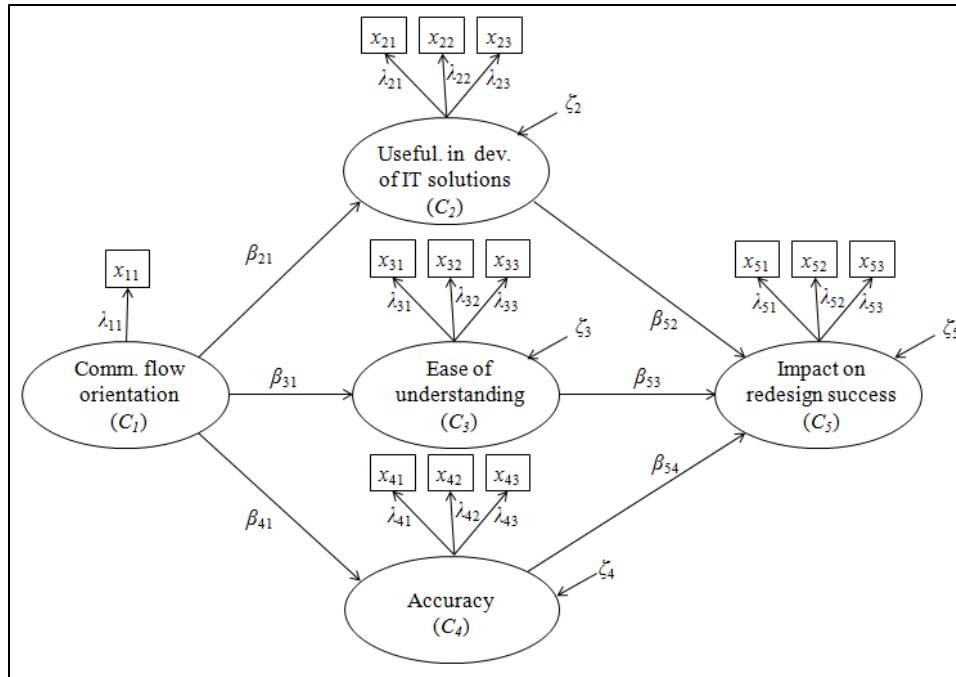 x₂₁ x₂₂ x₂₃
λ₂₁ λ₂₂ λ₂₃
ζ₂
Useful. in dev.
of IT solutions
(C₂)
β₂₁
x₁₁
λ₁₁
x₃₁ x₃₂ x₃₃
λ₃₁ λ₃₂ λ₃₃
ζ₃
β₅₂
x₅₁ x₅₂ x₅₃
λ₅₁ λ₅₂ λ₅₃
ζ₅
Comm. flow
orientation
(C₁)
β₃₁
Ease of
understanding
(C₃)
β₅₃
Impact on
redesign success
(C₅)
β₄₁
x₄₁ x₄₂ x₄₃
λ₄₁ λ₄₂ λ₄₃
β₅₄
ζ₄
Accuracy
(C₄)